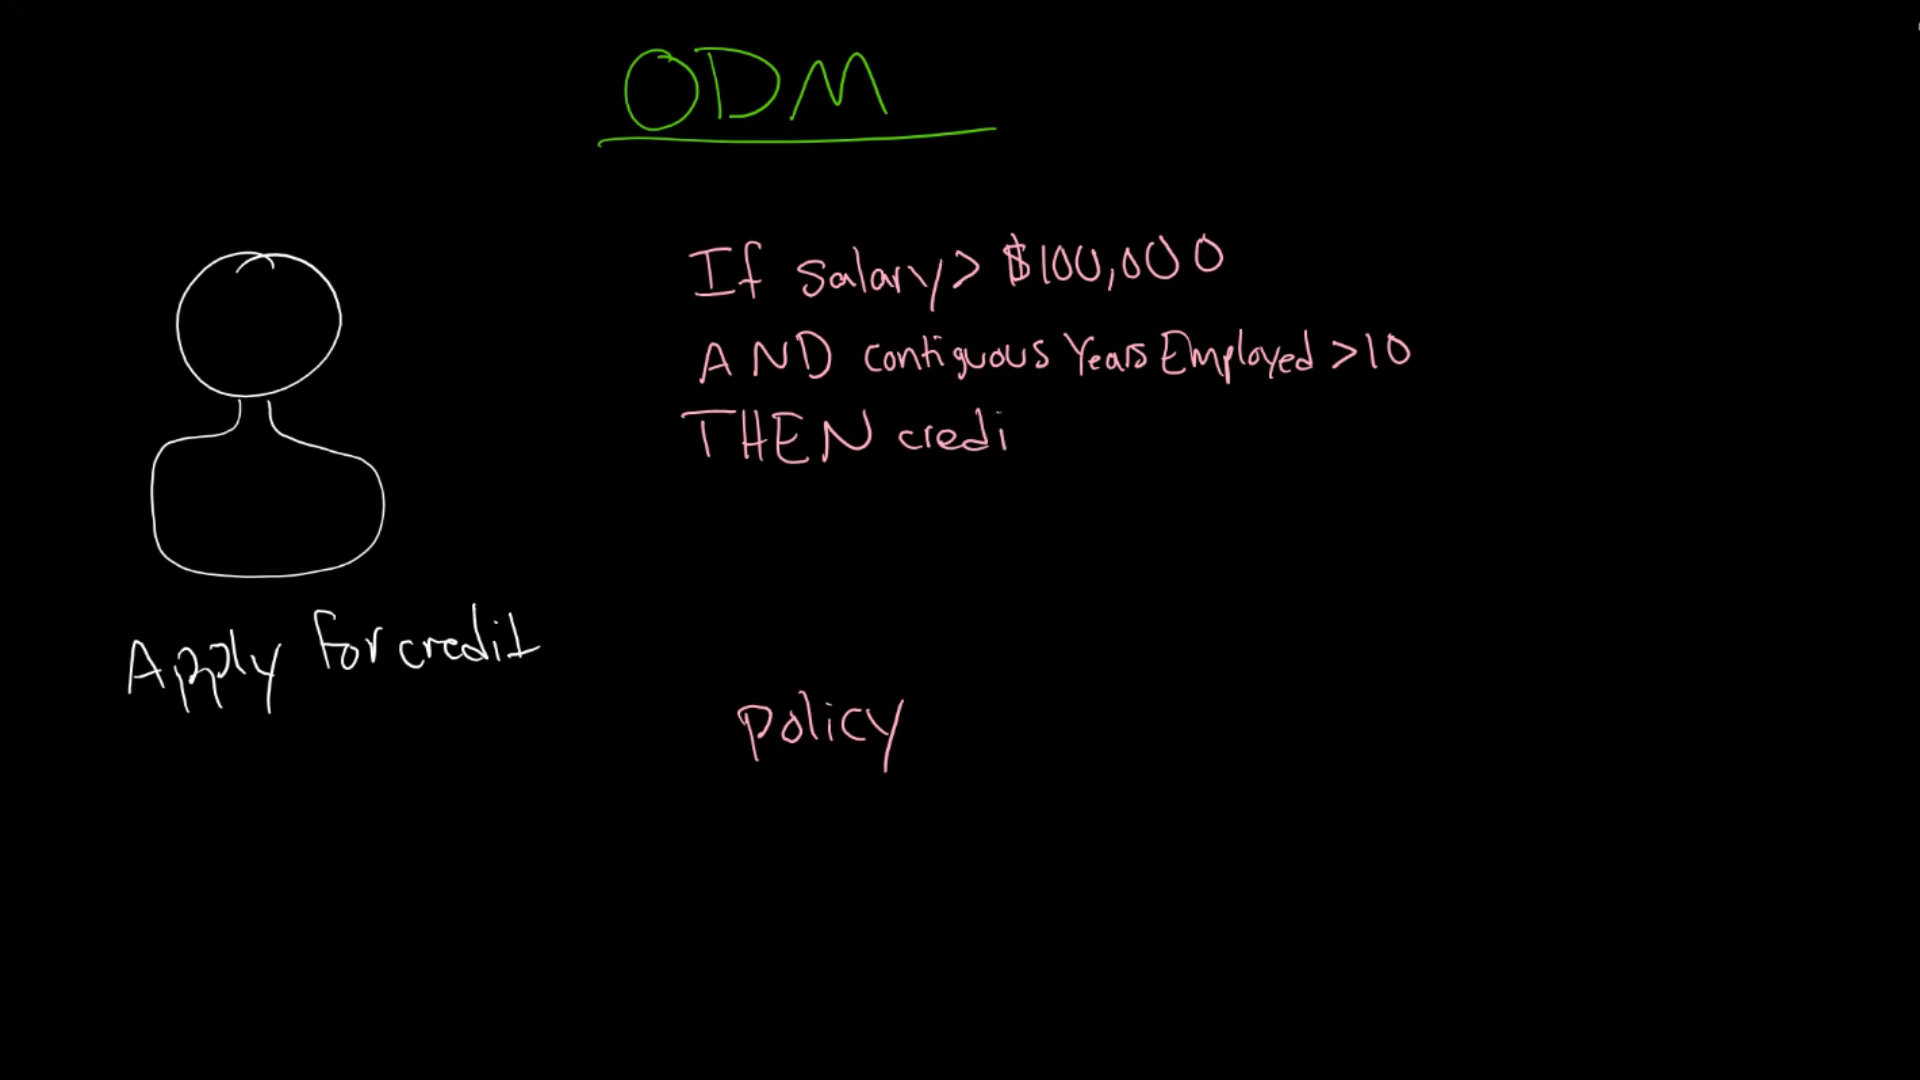 ODM
If salary > $100,000
AND contiguous Years Employed >10
THEN credi
Apply for credit
policy